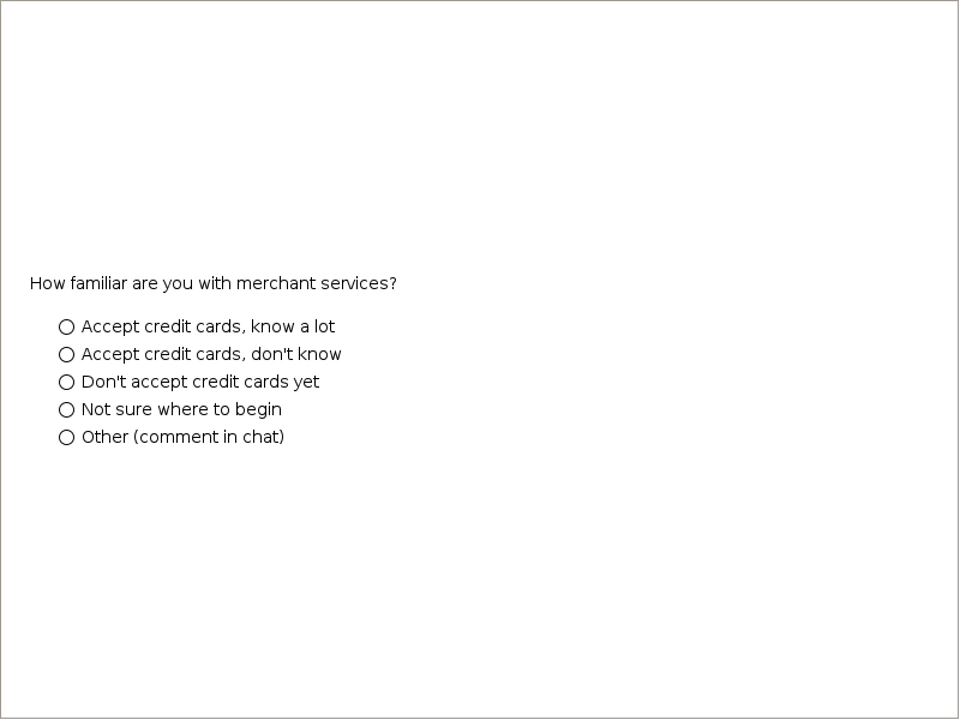 How familiar are you with merchant services?
Accept credit cards, know a lot
Accept credit cards, don't know
Don't accept credit cards yet
Not sure where to begin
Other (comment in chat)